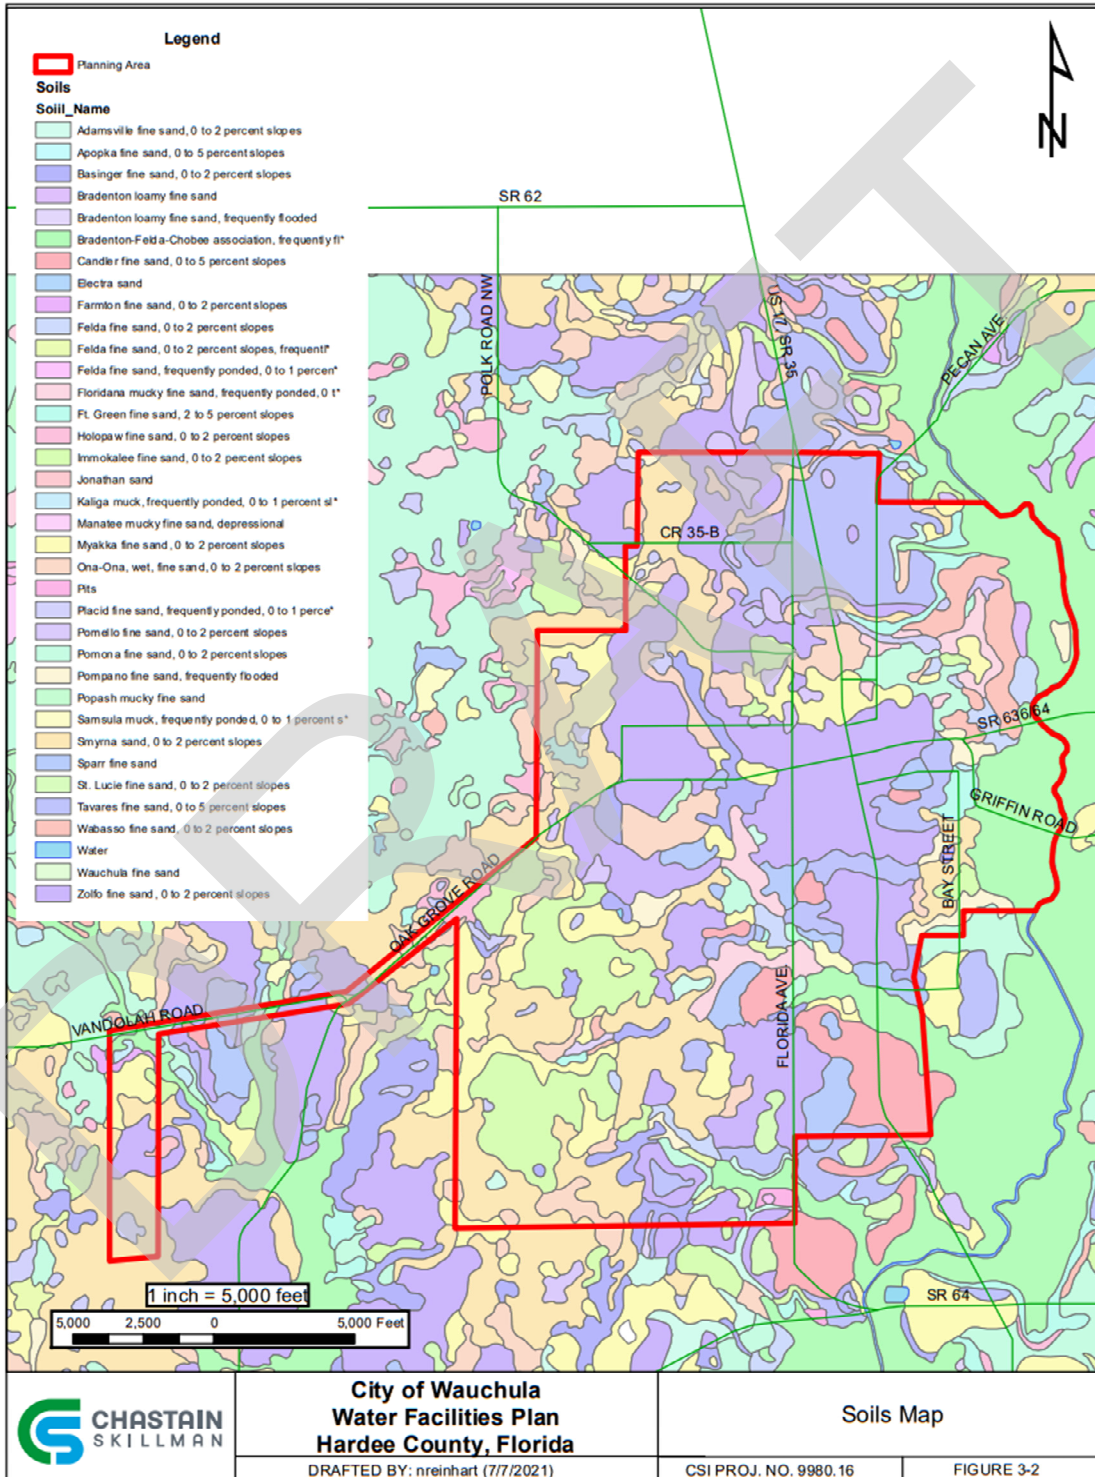 Legend
Planning Area
Soils
Soiil_Name
Adamsville fine sand, 0 to 2 percent slopes
Apopka fine sand, 0 to 5 percent slopes
Basinger fine sand, 0 to 2 percent slopes
Bradenton loamy fine sand
Bradenton loamy fine sand, frequently flooded
Bradenton-Felda-Chobee association, frequently fl*
Candler fine sand, 0 to 5 percent slopes
Electra sand
Farmton fine sand, 0 to 2 percent slopes
Felda fine sand, 0 to 2 percent slopes
Felda fine sand, 0 to 2 percent slopes, frequentl*
Felda fine sand, frequently ponded, 0 to 1 percen*
Floridana mucky fine sand, frequently ponded, 0 t*
Ft. Green fine sand, 2 to 5 percent slopes
Holopaw fine sand, 0 to 2 percent slopes
Immokalee fine sand, 0 to 2 percent slopes
Jonathan sand
Kaliga muck, frequently ponded, 0 to 1 percent sl*
Manatee mucky fine sand, depressional
Myakka fine sand, 0 to 2 percent slopes
Ona-Ona, wet, fine sand, 0 to 2 percent slopes
Pits
Placid fine sand, frequently ponded, 0 to 1 perce*
Pomello fine sand, 0 to 2 percent slopes
Pomona fine sand, 0 to 2 percent slopes
Pompano fine sand, frequently flooded
Popash mucky fine sand
Samsula muck, frequently ponded, 0 to 1 percent s*
Smyrna sand, 0 to 2 percent slopes
Sparr fine sand
St. Lucie fine sand, 0 to 2 percent slopes
Tavares fine sand, 0 to 5 percent slopes
Wabasso fine sand, 0 to 2 percent slopes
Water
Wauchula fine sand
Zolfo fine sand, 0 to 2 percent slopes
N
SR 62
POLK ROAD NW
US 17/ SR 35
PECAN AVE
CR 35-B
SR 636/64
GRIFFIN ROAD
BAY STREET
OAK GROVE ROAD
VANDOLAH ROAD
FLORIDA AVE
SR 64
DRAFT
1 inch = 5,000 feet
5,000 2,500 0 5,000 Feet
CHASTAIN
SKILLMAN
City of Wauchula
Water Facilities Plan
Hardee County, Florida
DRAFTED BY: nreinhart (7/7/2021)
Soils Map
CSI PROJ. NO. 9980.16
FIGURE 3-2